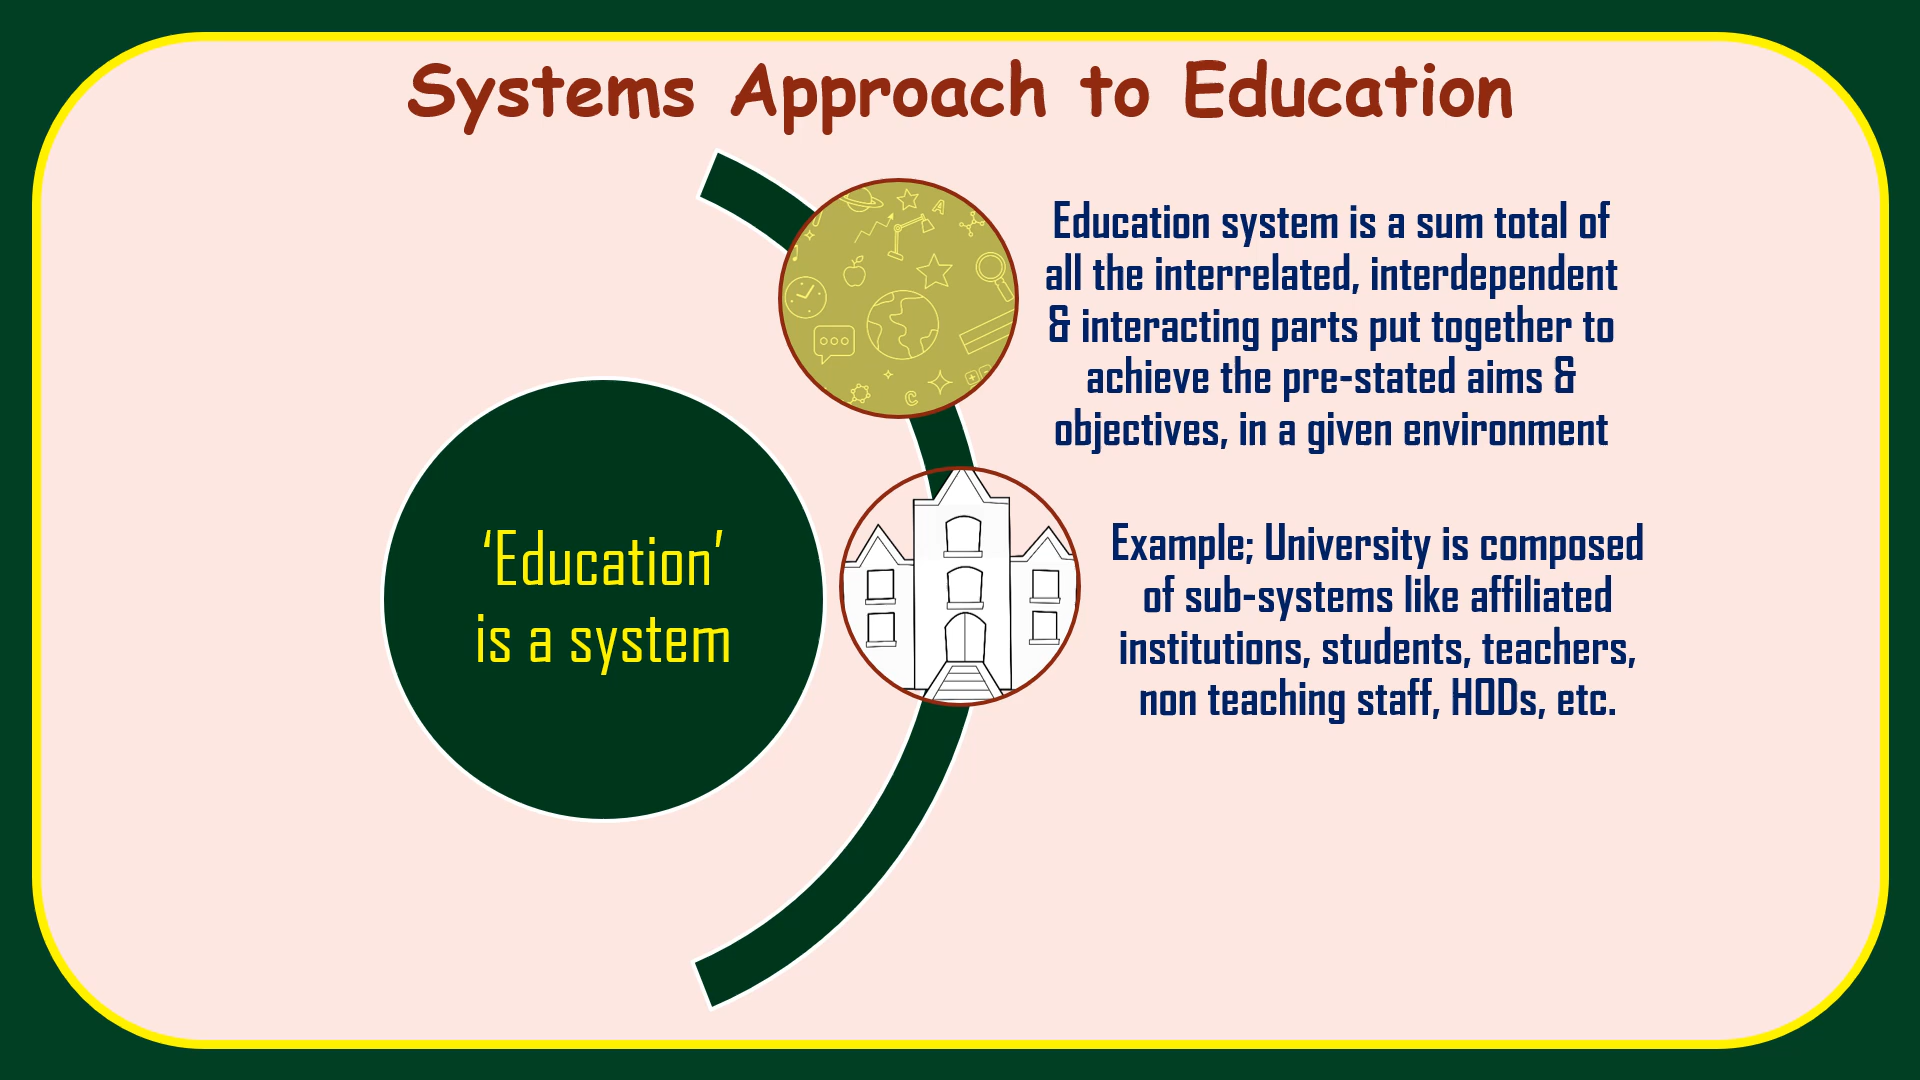 Systems Approach to Education
Education system is a sum total of
all the interrelated, interdependent
& interacting parts put together to
achieve the pre-stated aims &
objectives, in a given environment
‘Education’
is a system
Example; University is composed
of sub-systems like affiliated
institutions, students, teachers,
non teaching staff, HODs, etc.
A
C